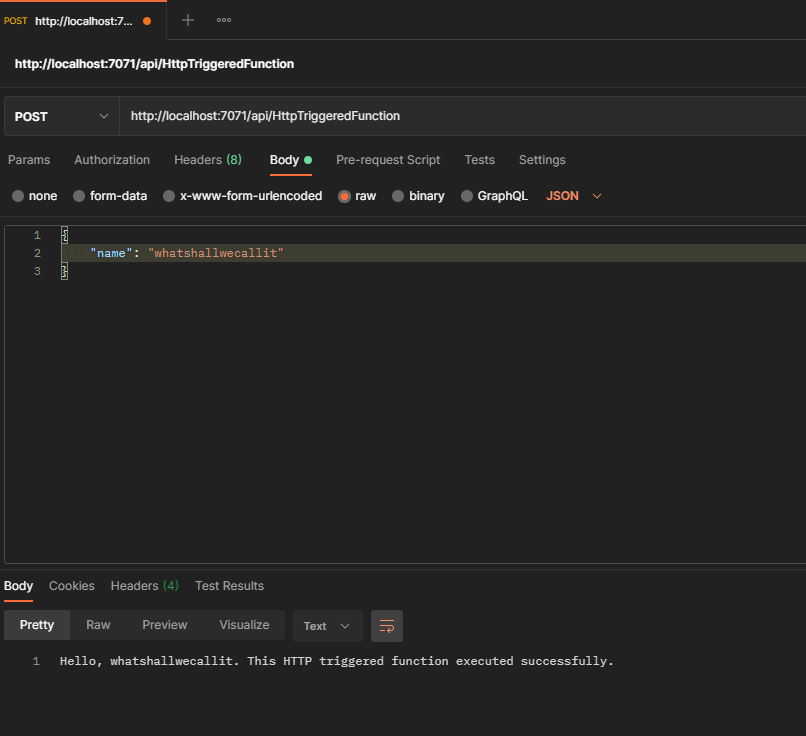 POST http://localhost:7...
http://localhost:7071/api/HttpTriggeredFunction
POST http://localhost:7071/api/HttpTriggeredFunction
Params Authorization Headers (8) Body Pre-request Script Tests Settings
none form-data x-www-form-urlencoded raw binary GraphQL JSON
1 {
2 "name": "whatshallwecallit"
3 }
Body Cookies Headers (4) Test Results
Pretty Raw Preview Visualize Text
1 Hello, whatshallwecallit. This HTTP triggered function executed successfully.